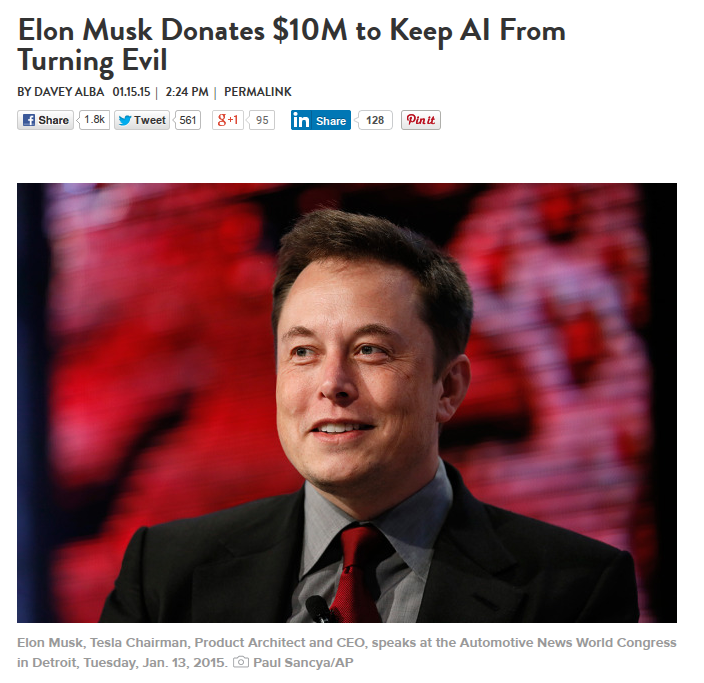 Elon Musk Donates $10M to Keep AI From
Turning Evil
BY DAVEY ALBA 01.15.15 | 2:24 PM | PERMALINK
Share 1.8k Tweet 561 g+1 95 in Share 128 Pin it
Elon Musk, Tesla Chairman, Product Architect and CEO, speaks at the Automotive News World Congress
in Detroit, Tuesday, Jan. 13, 2015. Paul Sancya/AP